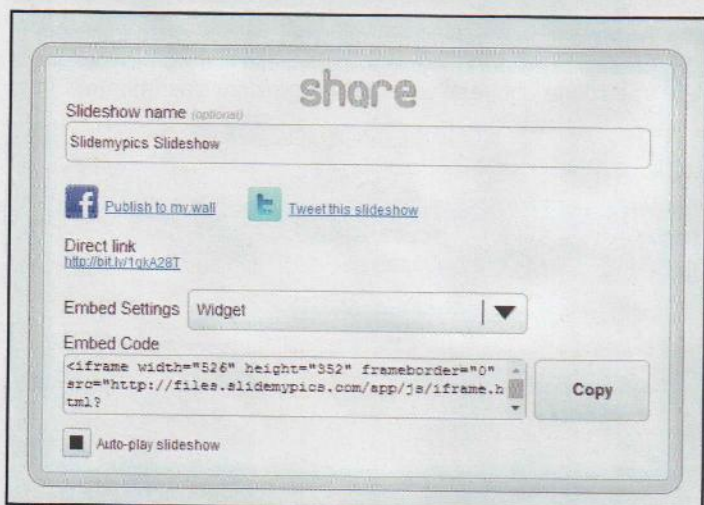 share
Slideshow name (optional)
Slidemypics Slideshow
Publish to my wall
Tweet this slideshow
Direct link
http://bit.ly/1qkA28T
Embed Settings Widget
Embed Code
<iframe width="526" height="352" frameborder="0"
src="http://files.slidemypics.com/app/js/iframe.h
tml?
Copy
Auto-play slideshow